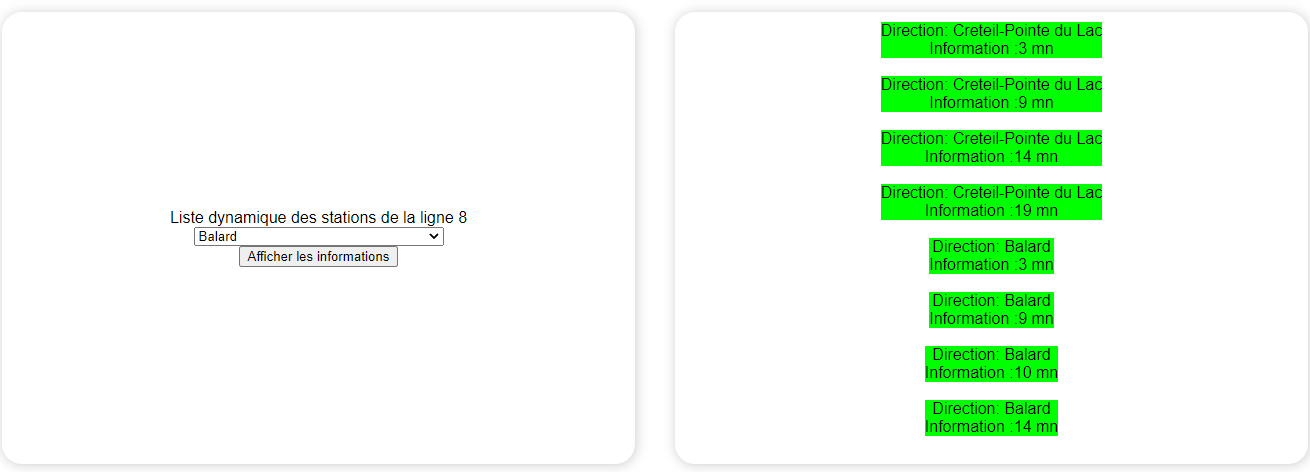 Liste dynamique des stations de la ligne 8
Balard
Afficher les informations
Direction: Creteil-Pointe du Lac
Information :3 mn
Direction: Creteil-Pointe du Lac
Information :9 mn
Direction: Creteil-Pointe du Lac
Information :14 mn
Direction: Creteil-Pointe du Lac
Information :19 mn
Direction: Balard
Information :3 mn
Direction: Balard
Information :9 mn
Direction: Balard
Information :10 mn
Direction: Balard
Information :14 mn